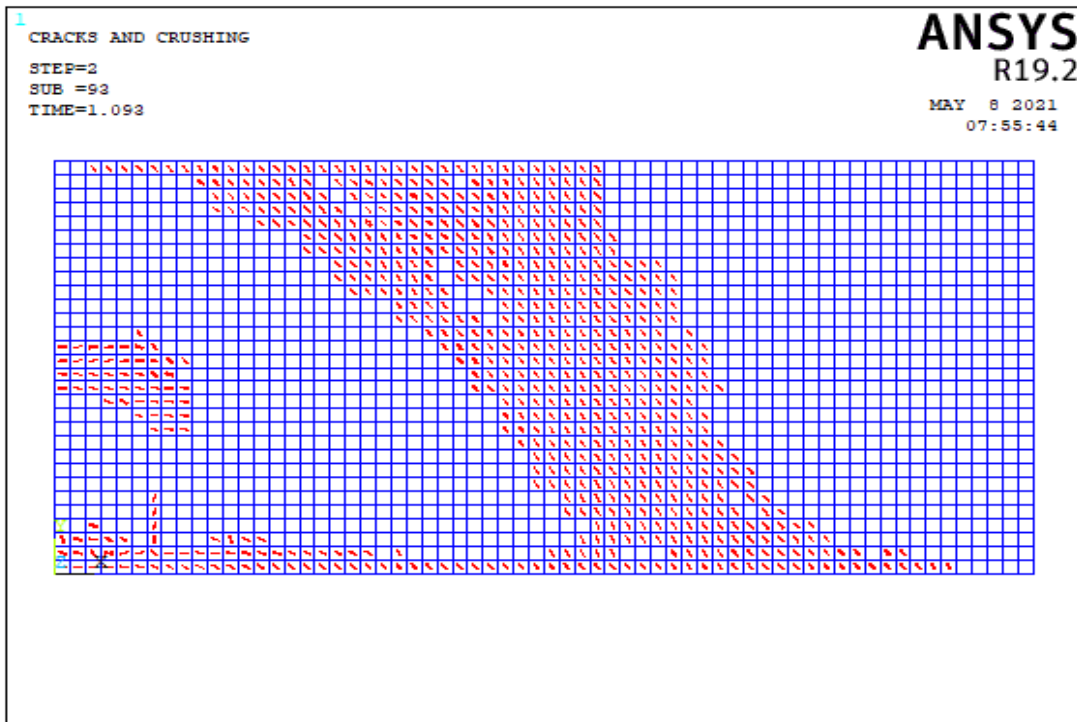 1
CRACKS AND CRUSHING
STEP=2
SUB =93
TIME=1.093
ANSYS
R19.2
MAY 8 2021
07:55:44
Y
Z X